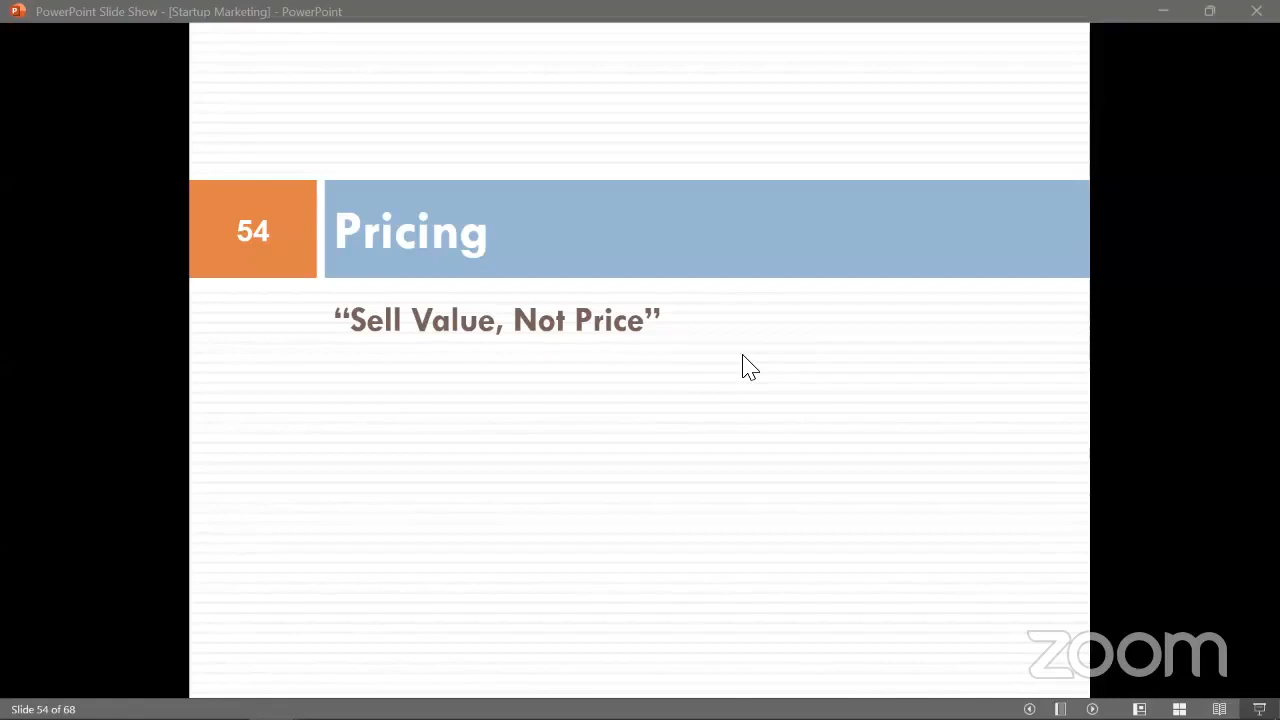 PowerPoint Slide Show - [Startup Marketing] - PowerPoint
54
Pricing
“Sell Value, Not Price”
zoom
Slide 54 of 68